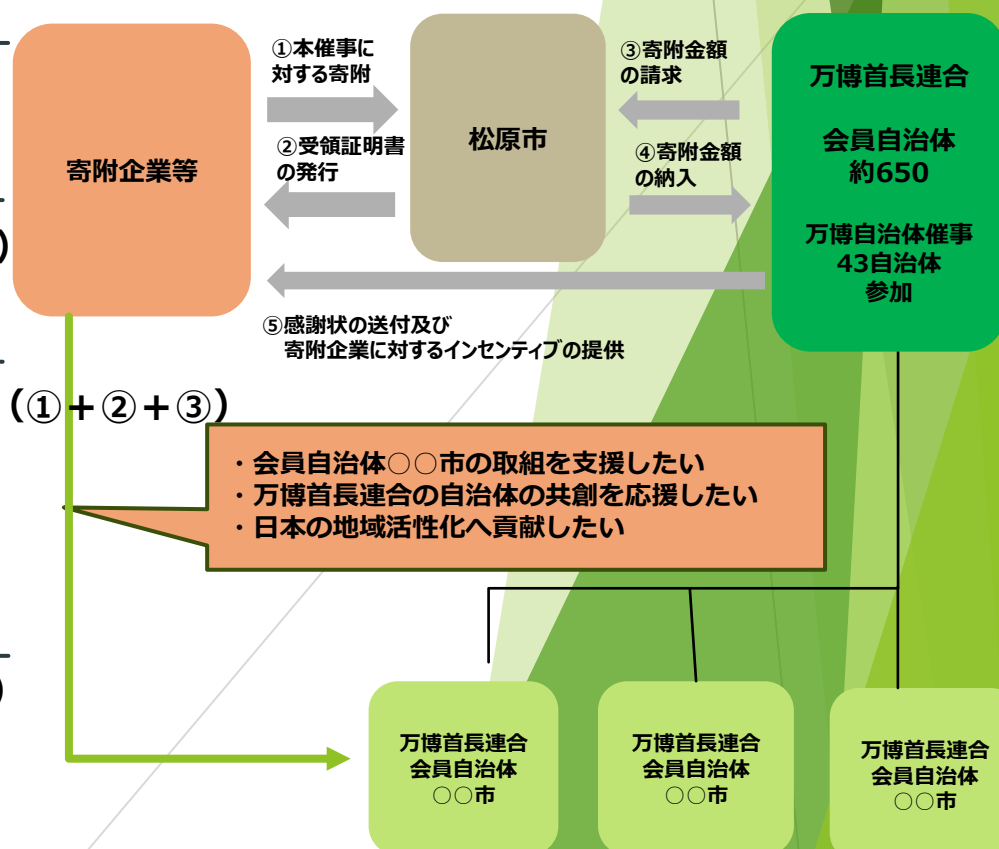 寄附企業等
①本催事に
対する寄附
②受領証明書
の発行
松原市
③寄附金額
の請求
④寄附金額
の納入
万博首長連合
会員自治体
約650
万博自治体催事
43自治体
参加
⑤感謝状の送付及び
寄附企業に対するインセンティブの提供
)
(①+②+③)
・会員自治体○○市の取組を支援したい
・万博首長連合の自治体の共創を応援したい
・日本の地域活性化へ貢献したい
)
万博首長連合
会員自治体
○○市
万博首長連合
会員自治体
○○市
万博首長連合
会員自治体
○○市